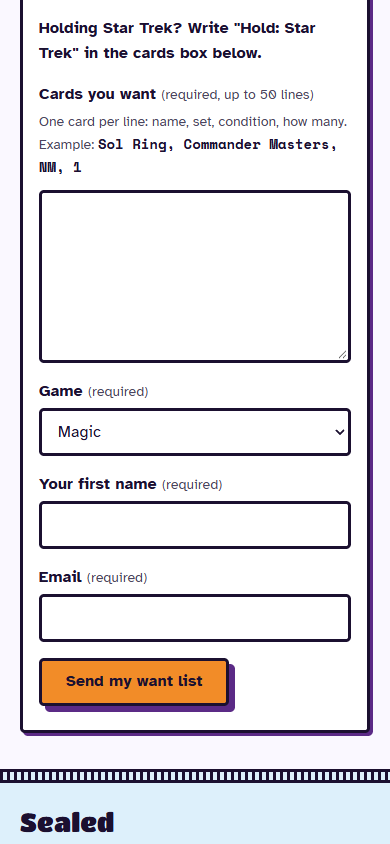 Holding Star Trek? Write "Hold: Star
Trek" in the cards box below.
Cards you want (required, up to 50 lines)
One card per line: name, set, condition, how many.
Example: Sol Ring, Commander Masters,
NM, 1
Game (required)
Magic
Your first name (required)
Email (required)
Send my want list
Sealed